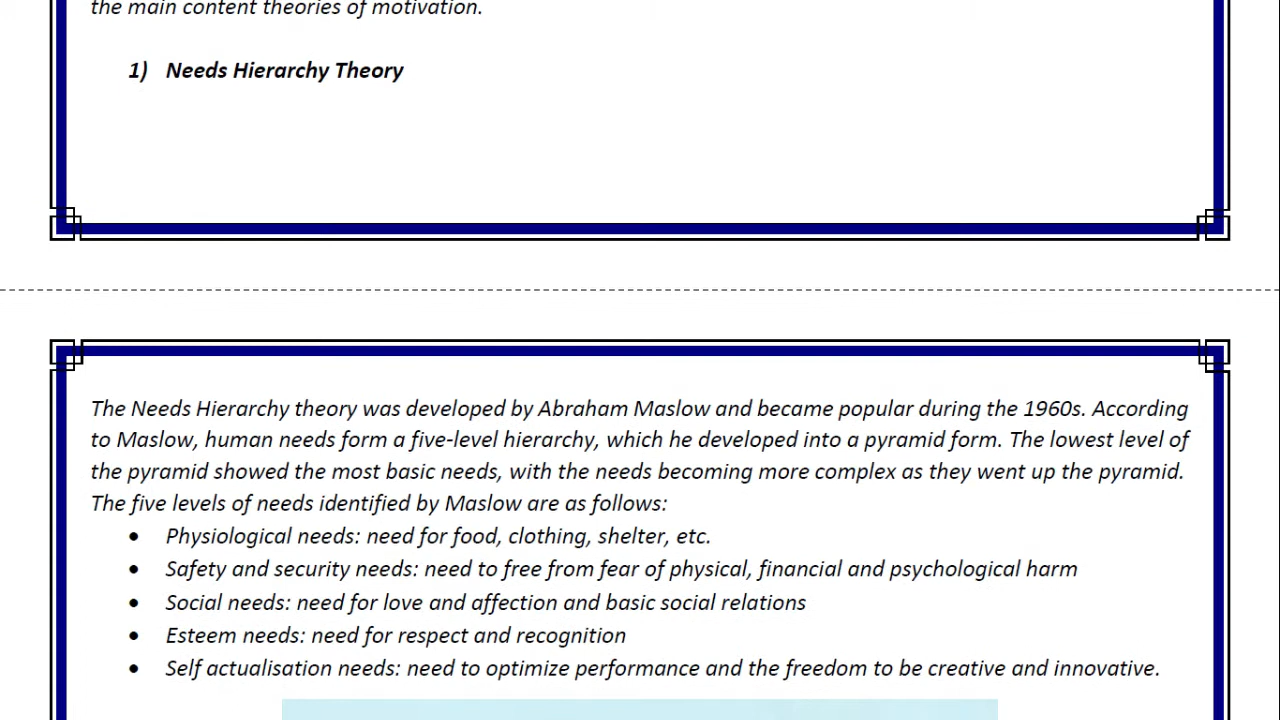 the main content theories of motivation.
1) Needs Hierarchy Theory
The Needs Hierarchy theory was developed by Abraham Maslow and became popular during the 1960s. According
to Maslow, human needs form a five-level hierarchy, which he developed into a pyramid form. The lowest level of
the pyramid showed the most basic needs, with the needs becoming more complex as they went up the pyramid.
The five levels of needs identified by Maslow are as follows:
• Physiological needs: need for food, clothing, shelter, etc.
• Safety and security needs: need to free from fear of physical, financial and psychological harm
• Social needs: need for love and affection and basic social relations
• Esteem needs: need for respect and recognition
• Self actualisation needs: need to optimize performance and the freedom to be creative and innovative.